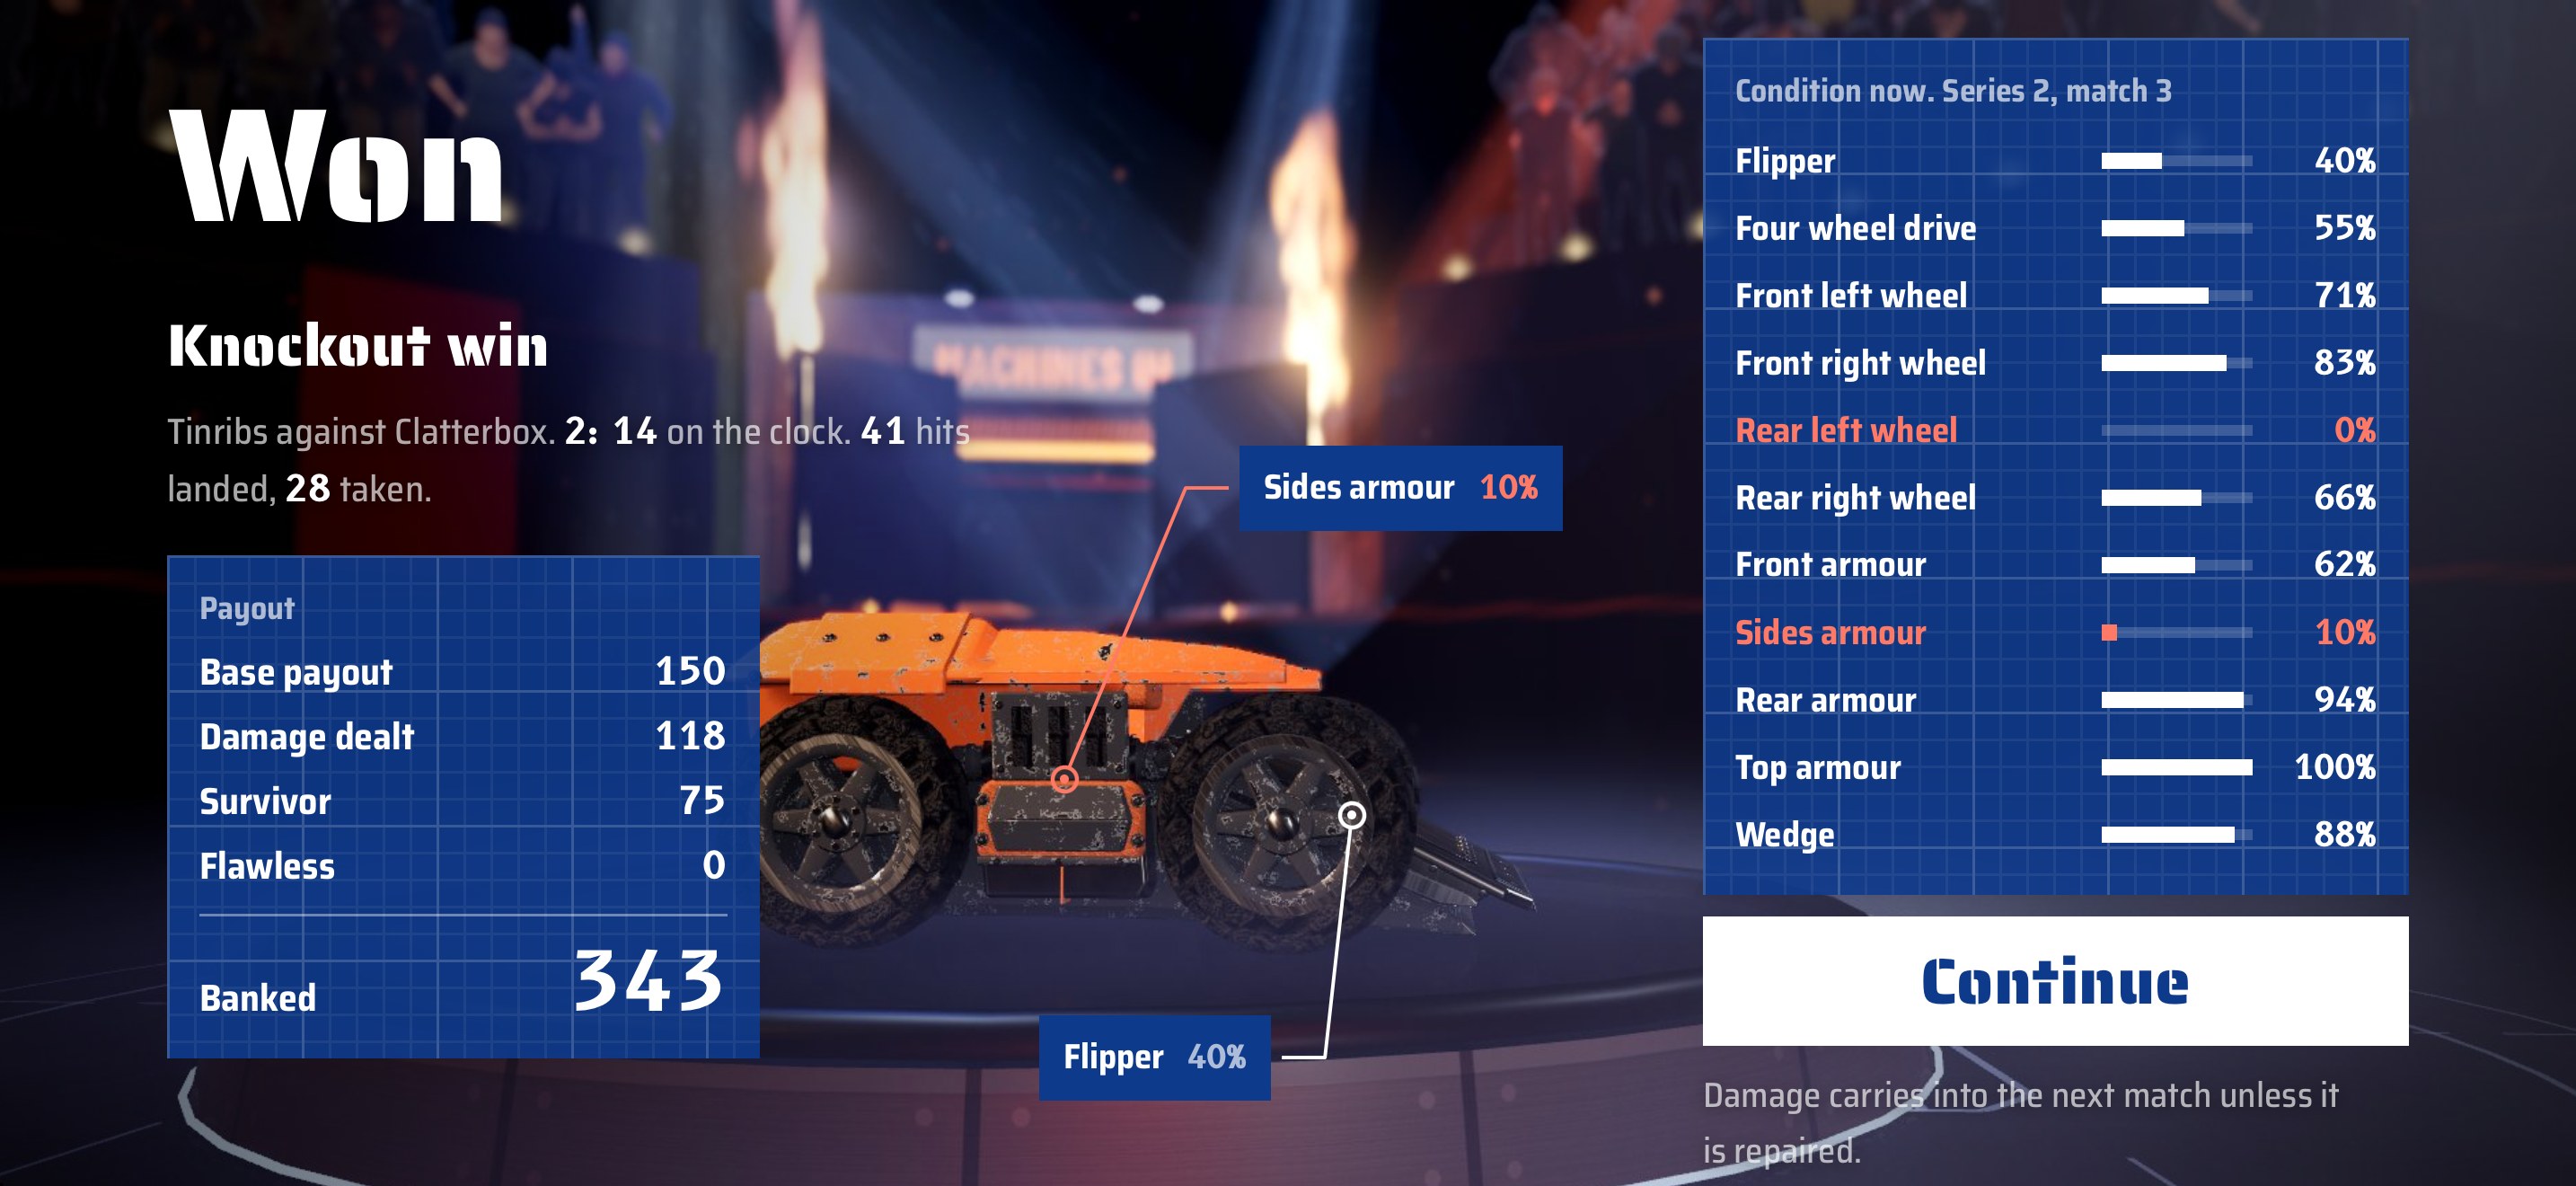 Won
Knockout win
Tinribs against Clatterbox. 2: 14 on the clock. 41 hits
landed, 28 taken.
Payout
Base payout 150
Damage dealt 118
Survivor 75
Flawless 0
Banked 343
MACHINES
Sides armour 10%
Flipper 40%
Condition now. Series 2, match 3
Flipper 40%
Four wheel drive 55%
Front left wheel 71%
Front right wheel 83%
Rear left wheel 0%
Rear right wheel 66%
Front armour 62%
Sides armour 10%
Rear armour 94%
Top armour 100%
Wedge 88%
Continue
Damage carries into the next match unless it
is repaired.